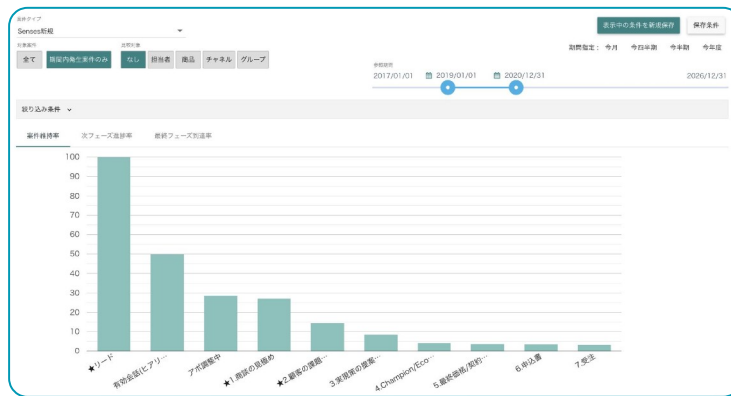 案件タイプ
Senses新規
表示中の条件を新規保存
保存条件
対象案件
比較対象
期間指定： 今月 今四半期 今半期 今年度
全て
期間内発生案件のみ
なし
担当者
商品
チャネル
グループ
参照期間
2017/01/01
2019/01/01
2020/12/31
2026/12/31
絞り込み条件
案件維持率
次フェーズ進捗率
最終フェーズ到達率
100
90
80
70
60
50
40
30
20
10
0
★リード
有効会話(ヒアリ…
アポ調整中
★1.商談の見極め
★2.顧客の課題…
3.実現策の提案…
4.Champion/Eco…
5.最終価格/契約…
6.申込書
7.受注